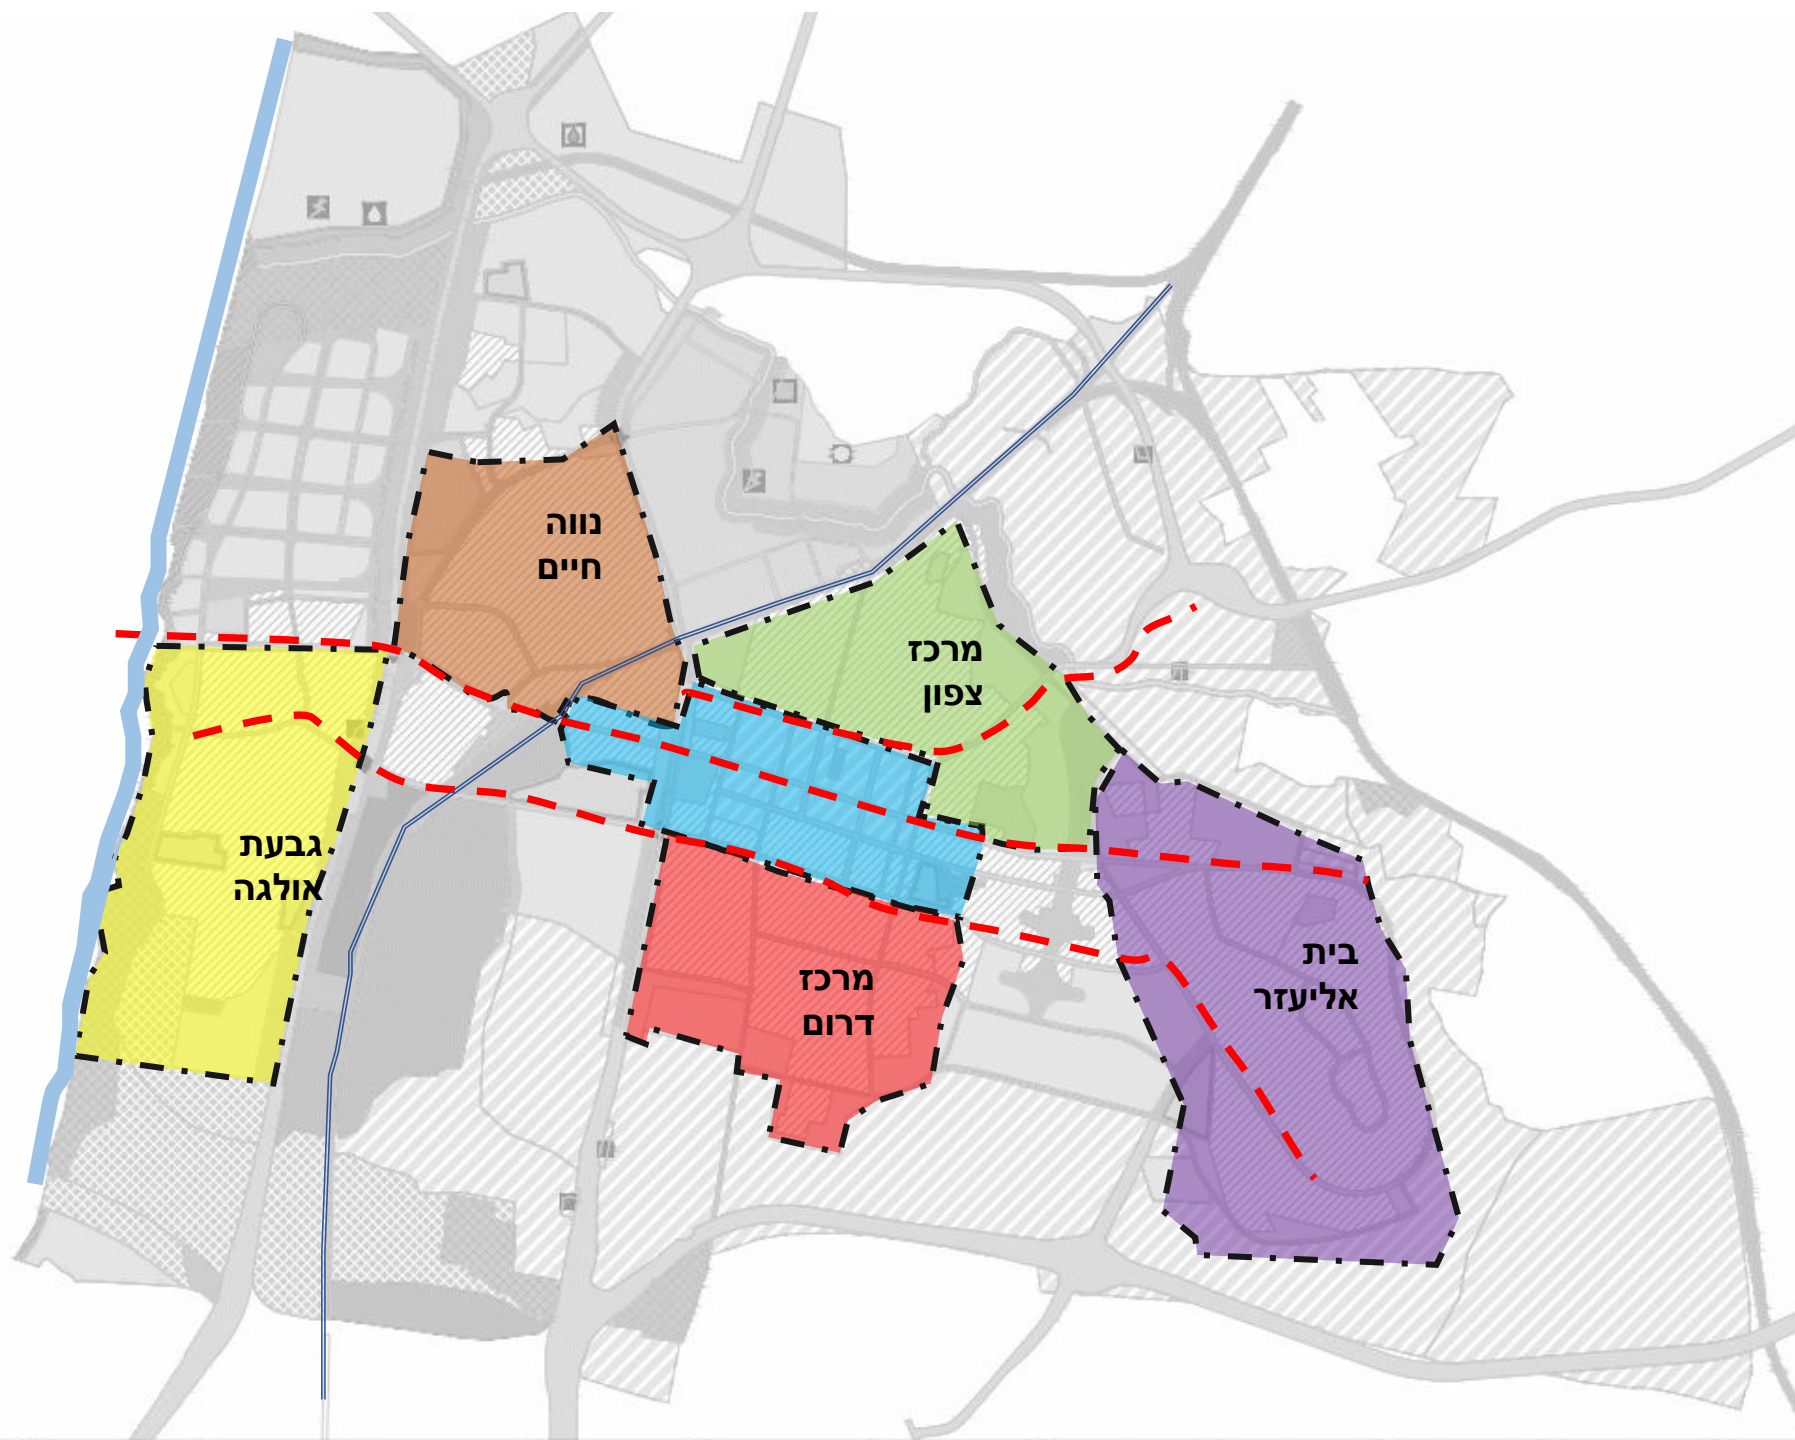 נווה
חיים
מרכז
צפון
גבעת
אולגה
מרכז
דרום
בית
אליעזר